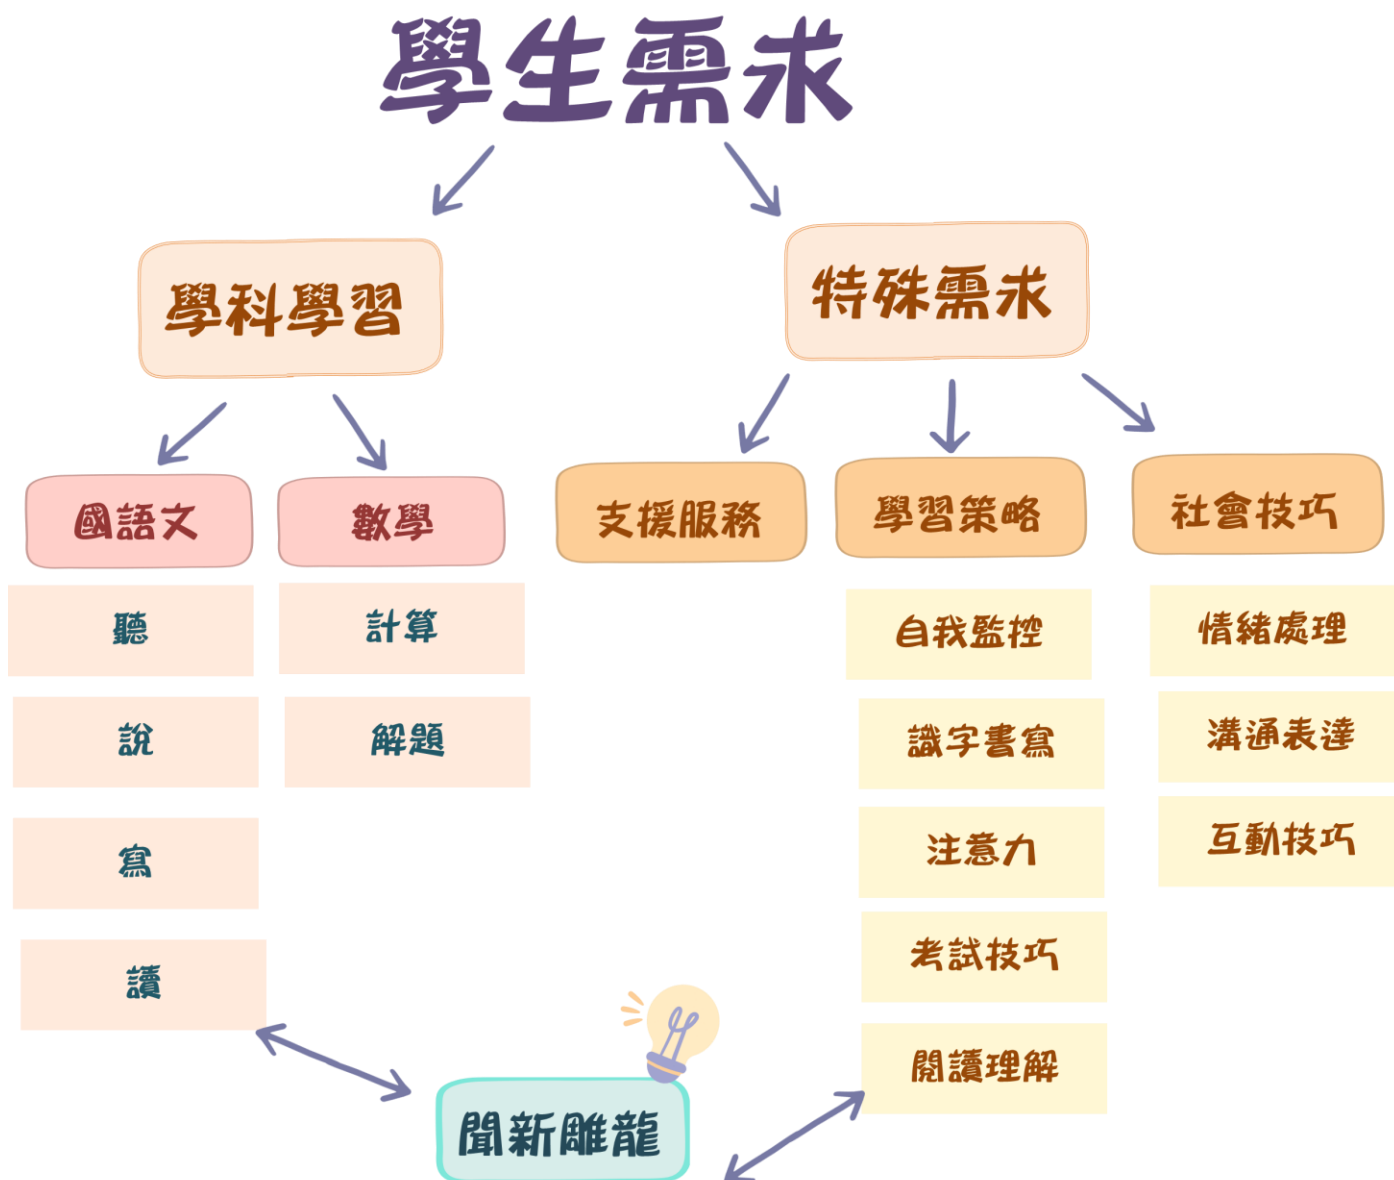 學生需求
學科學習
特殊需求
國語文
數學
支援服務
學習策略
社會技巧
聽
說
寫
讀
計算
解題
自我監控
識字書寫
注意力
考試技巧
閱讀理解
情緒處理
溝通表達
互動技巧
聞新雕龍